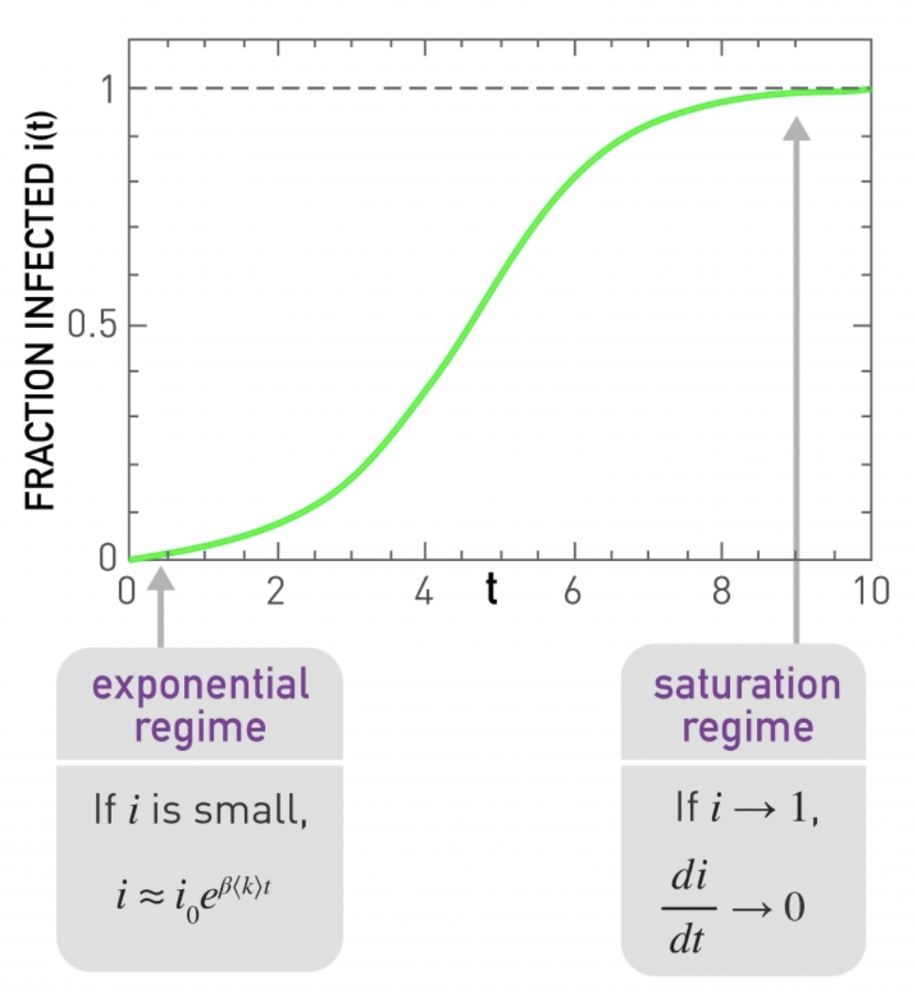 FRACTION INFECTED i(t)
1
0.5
0
0 2 4 t 6 8 10
exponential
regime
If i is small,
i ≈ i₀e^{β⟨k⟩t}
saturation
regime
If i → 1,
di/dt → 0